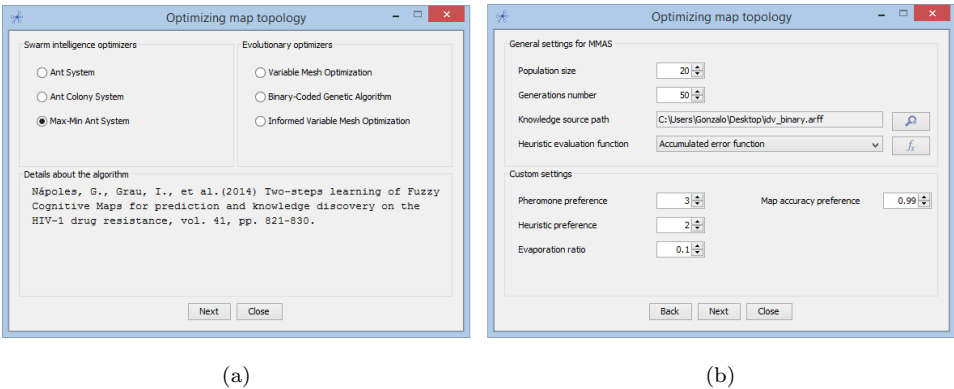 Optimizing map topology
Swarm intelligence optimizers
Ant System
Ant Colony System
Max-Min Ant System
Evolutionary optimizers
Variable Mesh Optimization
Binary-Coded Genetic Algorithm
Informed Variable Mesh Optimization
Details about the algorithm
Nápoles, G., Grau, I., et al.(2014) Two-steps learning of Fuzzy
Cognitive Maps for prediction and knowledge discovery on the
HIV-1 drug resistance, vol. 41, pp. 821-830.
Next Close
(a)
Optimizing map topology
General settings for MMAS
Population size 20
Generations number 50
Knowledge source path C:\Users\Gonzalo\Desktop\idv_binary.arff
Heuristic evaluation function Accumulated error function fx
Custom settings
Pheromone preference 3 Map accuracy preference 0.99
Heuristic preference 2
Evaporation ratio 0.1
Back Next Close
(b)